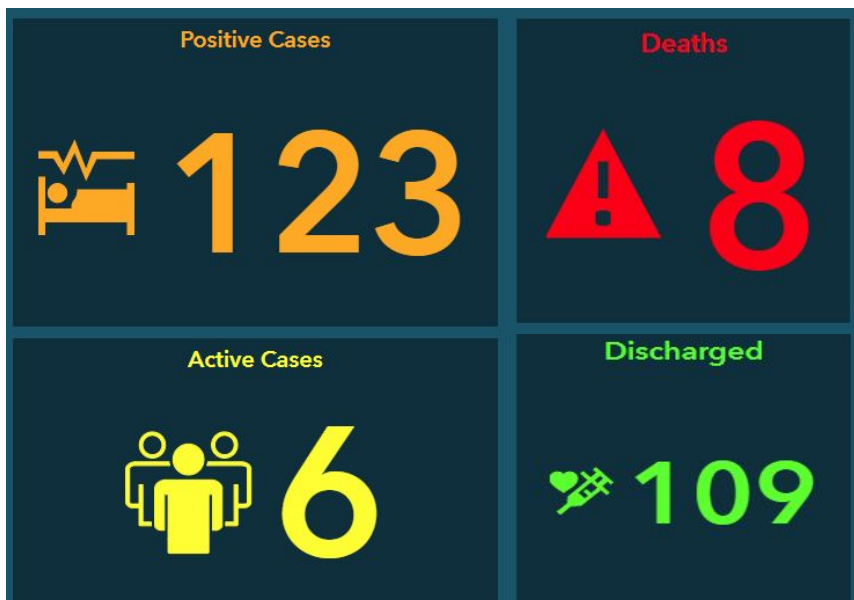 Positive Cases
123
Deaths
8
Active Cases
6
Discharged
109